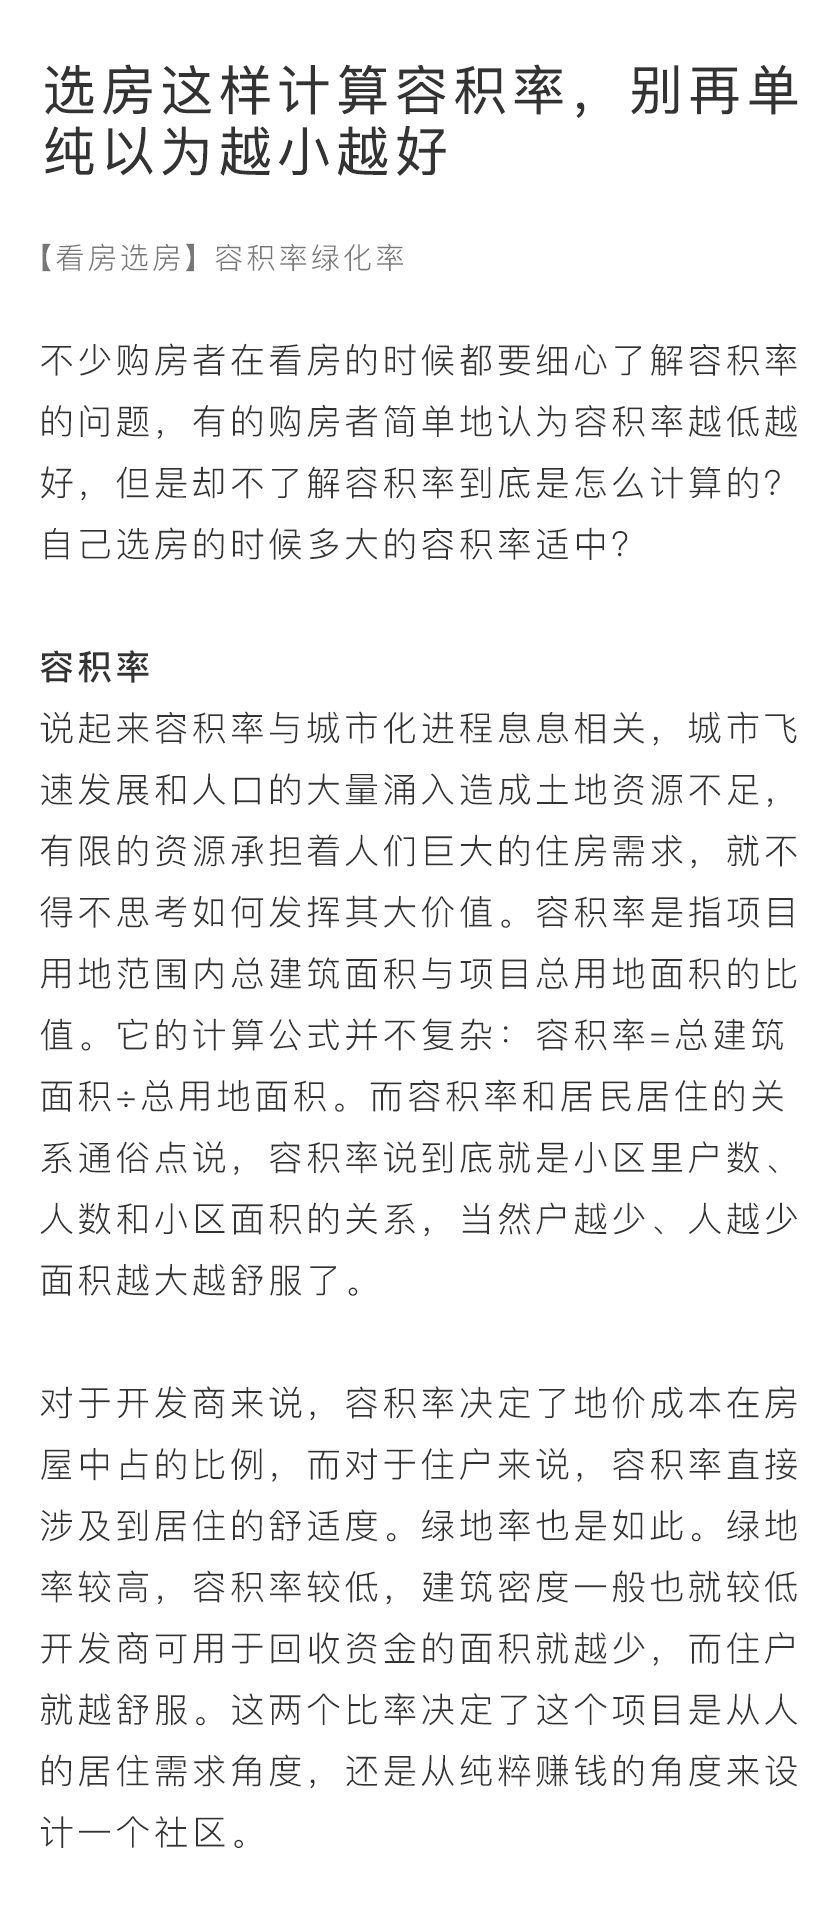 选房这样计算容积率，别再单
纯以为越小越好
【看房选房】容积率绿化率
不少购房者在看房的时候都要细心了解容积率
的问题，有的购房者简单地认为容积率越低越
好，但是却不了解容积率到底是怎么计算的？
自己选房的时候多大的容积率适中？
容积率
说起来容积率与城市化进程息息相关，城市飞
速发展和人口的大量涌入造成土地资源不足，
有限的资源承担着人们巨大的住房需求，就不
得不思考如何发挥其大价值。容积率是指项目
用地范围内总建筑面积与项目总用地面积的比
值。它的计算公式并不复杂：容积率=总建筑
面积÷总用地面积。而容积率和居民居住的关
系通俗点说，容积率说到底就是小区里户数、
人数和小区面积的关系，当然户越少、人越少
面积越大越舒服了。
对于开发商来说，容积率决定了地价成本在房
屋中占的比例，而对于住户来说，容积率直接
涉及到居住的舒适度。绿地率也是如此。绿地
率较高，容积率较低，建筑密度一般也就较低
开发商可用于回收资金的面积就越少，而住户
就越舒服。这两个比率决定了这个项目是从人
的居住需求角度，还是从纯粹赚钱的角度来设
计一个社区。